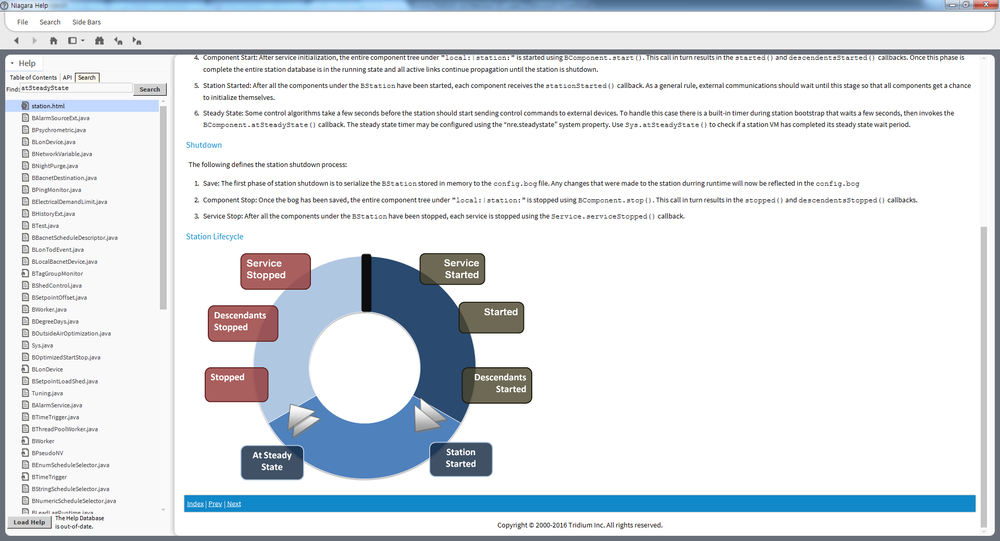 Niagara Help
File
Search
Side Bars
Help
Table of Contents
API
Search
Find:
atSteadyState
Search
station.html
BAlarmSourceExt.java
BPsychrometric.java
BLonDevice.java
BNetworkVariable.java
BNightPurge.java
BBacnetDestination.java
BPingMonitor.java
BElectricalDemandLimit.java
BHistoryExt.java
BTest.java
BBacnetScheduleDescriptor.java
BLonTodEvent.java
BLocalBacnetDevice.java
BTagGroupMonitor
BShedControl.java
BSetpointOffset.java
BWorker.java
BDegreeDays.java
BOutsideAirOptimization.java
Sys.java
BOptimizedStartStop.java
BLonDevice
BSetpointLoadShed.java
Tuning.java
BAlarmService.java
BTimeTrigger.java
BThreadPoolWorker.java
BWorker
BPseudoNV
BEnumScheduleSelector.java
BTimeTrigger
BStringScheduleSelector.java
BNumericScheduleSelector.java
BLeadLagRuntime.java
Load Help
The Help Database
is out-of-date.
4. Component Start: After service initialization, the entire component tree under "local:|station:" is started using BComponent.start(). This call in turn results in the started() and descendentsStarted() callbacks. Once this phase is
complete the entire station database is in the running state and all active links continue propagation until the station is shutdown.
5. Station Started: After all the components under the BStation have been started, each component receives the stationStarted() callback. As a general rule, external communications should wait until this stage so that all components get a chance
to initialize themselves.
6. Steady State: Some control algorithms take a few seconds before the station should start sending control commands to external devices. To handle this case there is a built-in timer during station bootstrap that waits a few seconds, then invokes the
BComponent.atSteadyState() callback. The steady state timer may be configured using the “nre.steadystate” system property. Use Sys.atSteadyState() to check if a station VM has completed its steady state wait period.
Shutdown
The following defines the station shutdown process:
1. Save: The first phase of station shutdown is to serialize the BStation stored in memory to the config.bog file. Any changes that were made to the station durring runtime will now be reflected in the config.bog
2. Component Stop: Once the bog has been saved, the entire component tree under "local:|station:" is stopped using BComponent.stop(). This call in turn results in the stopped() and descendentsStopped() callbacks.
3. Service Stop: After all the components under the BStation have been stopped, each service is stopped using the Service.serviceStopped() callback.
Station Lifecycle
Service
Stopped
Service
Started
Descendants
Stopped
Started
Stopped
Descendants
Started
At Steady
State
Station
Started
Index | Prev | Next
Copyright © 2000-2016 Tridium Inc. All rights reserved.